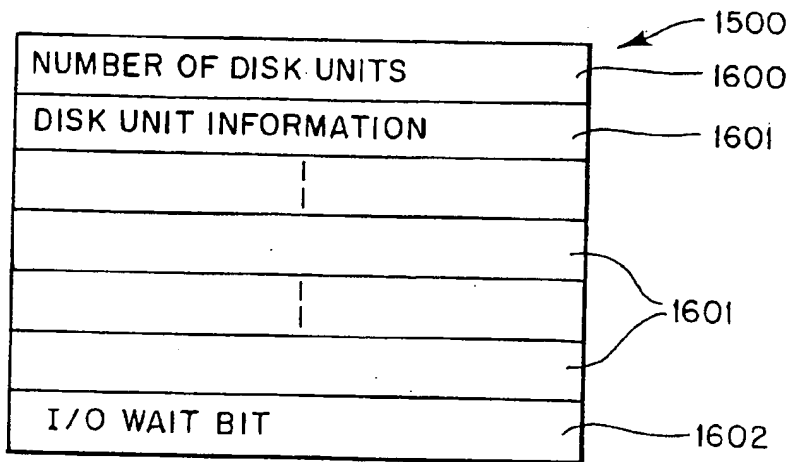 1500
NUMBER OF DISK UNITS
1600
DISK UNIT INFORMATION
1601
1601
I/O WAIT BIT
1602